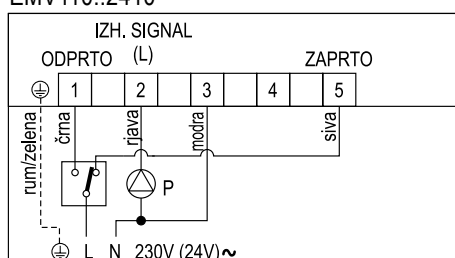 EMV110..2410
IZH. SIGNAL
ODPRTO (L) ZAPRTO
1 2 3 4 5
rum/zelena črna rjava modra siva
P
L N 230V (24V)~